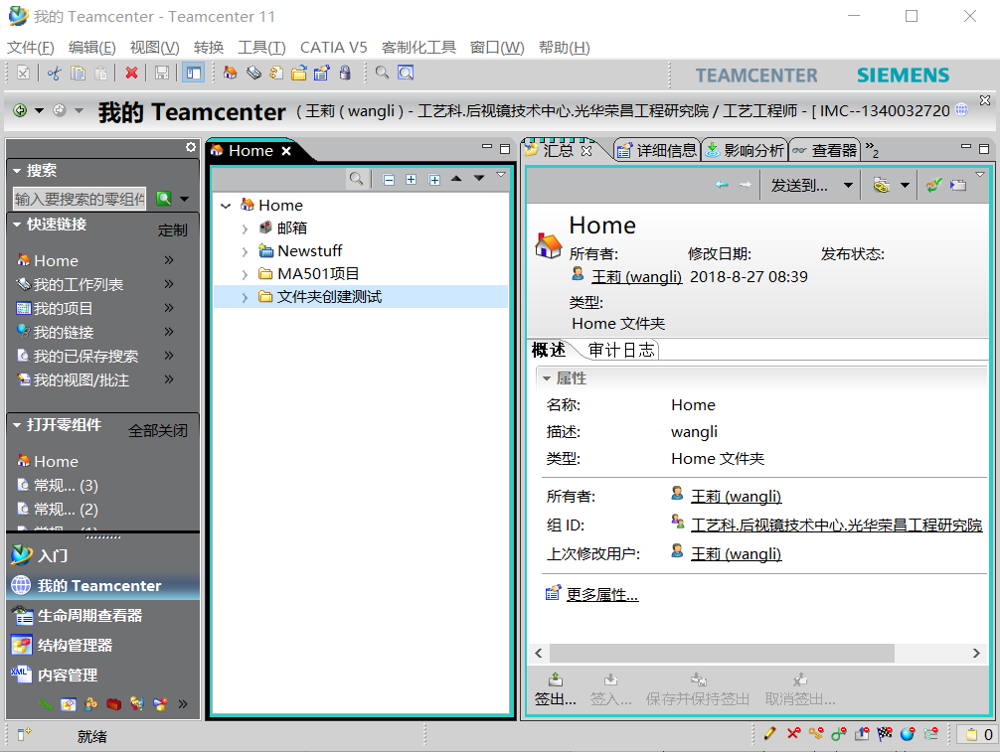 我的 Teamcenter - Teamcenter 11
文件(F) 编辑(E) 视图(V) 转换 工具(T) CATIA V5 客制化工具 窗口(W) 帮助(H)
TEAMCENTER SIEMENS
我的 Teamcenter ( 王莉 ( wangli ) - 工艺科.后视镜技术中心.光华荣昌工程研究院 / 工艺工程师 - [ IMC--1340032720
搜索
输入要搜索的零组件
快速链接 定制
Home »
我的工作列表 »
我的项目 »
我的链接 »
我的已保存搜索 »
我的视图/批注 »
打开零组件 全部关闭
Home
常规... (3)
常规... (2)
入门
我的 Teamcenter
生命周期查看器
结构管理器
XML 内容管理
»
Home
Home
邮箱
Newstuff
MA501项目
文件夹创建测试
汇总 详细信息 影响分析 查看器 »2
发送到...
Home
所有者: 修改日期: 发布状态:
王莉 (wangli) 2018-8-27 08:39
类型:
Home 文件夹
概述 审计日志
属性
名称: Home
描述: wangli
类型: Home 文件夹
所有者: 王莉 (wangli)
组 ID: 工艺科.后视镜技术中心.光华荣昌工程研究院
上次修改用户: 王莉 (wangli)
更多属性...
签出... 签入... 保存并保持签出 取消签出...
就绪 0